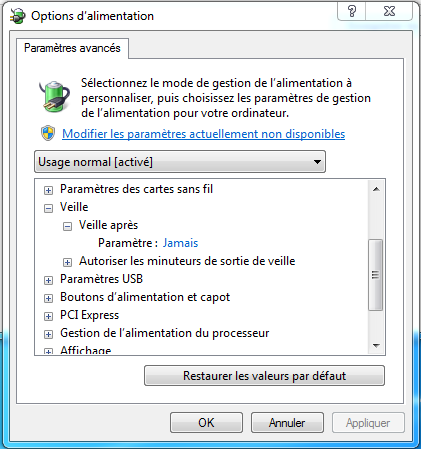 Options d'alimentation
Paramètres avancés
Sélectionnez le mode de gestion de l'alimentation à
personnaliser, puis choisissez les paramètres de gestion
de l'alimentation pour votre ordinateur.
Modifier les paramètres actuellement non disponibles
Usage normal [activé]
Paramètres des cartes sans fil
Veille
Veille après
Paramètre : Jamais
Autoriser les minuteurs de sortie de veille
Paramètres USB
Boutons d'alimentation et capot
PCI Express
Gestion de l'alimentation du processeur
Affichage
Restaurer les valeurs par défaut
OK
Annuler
Appliquer